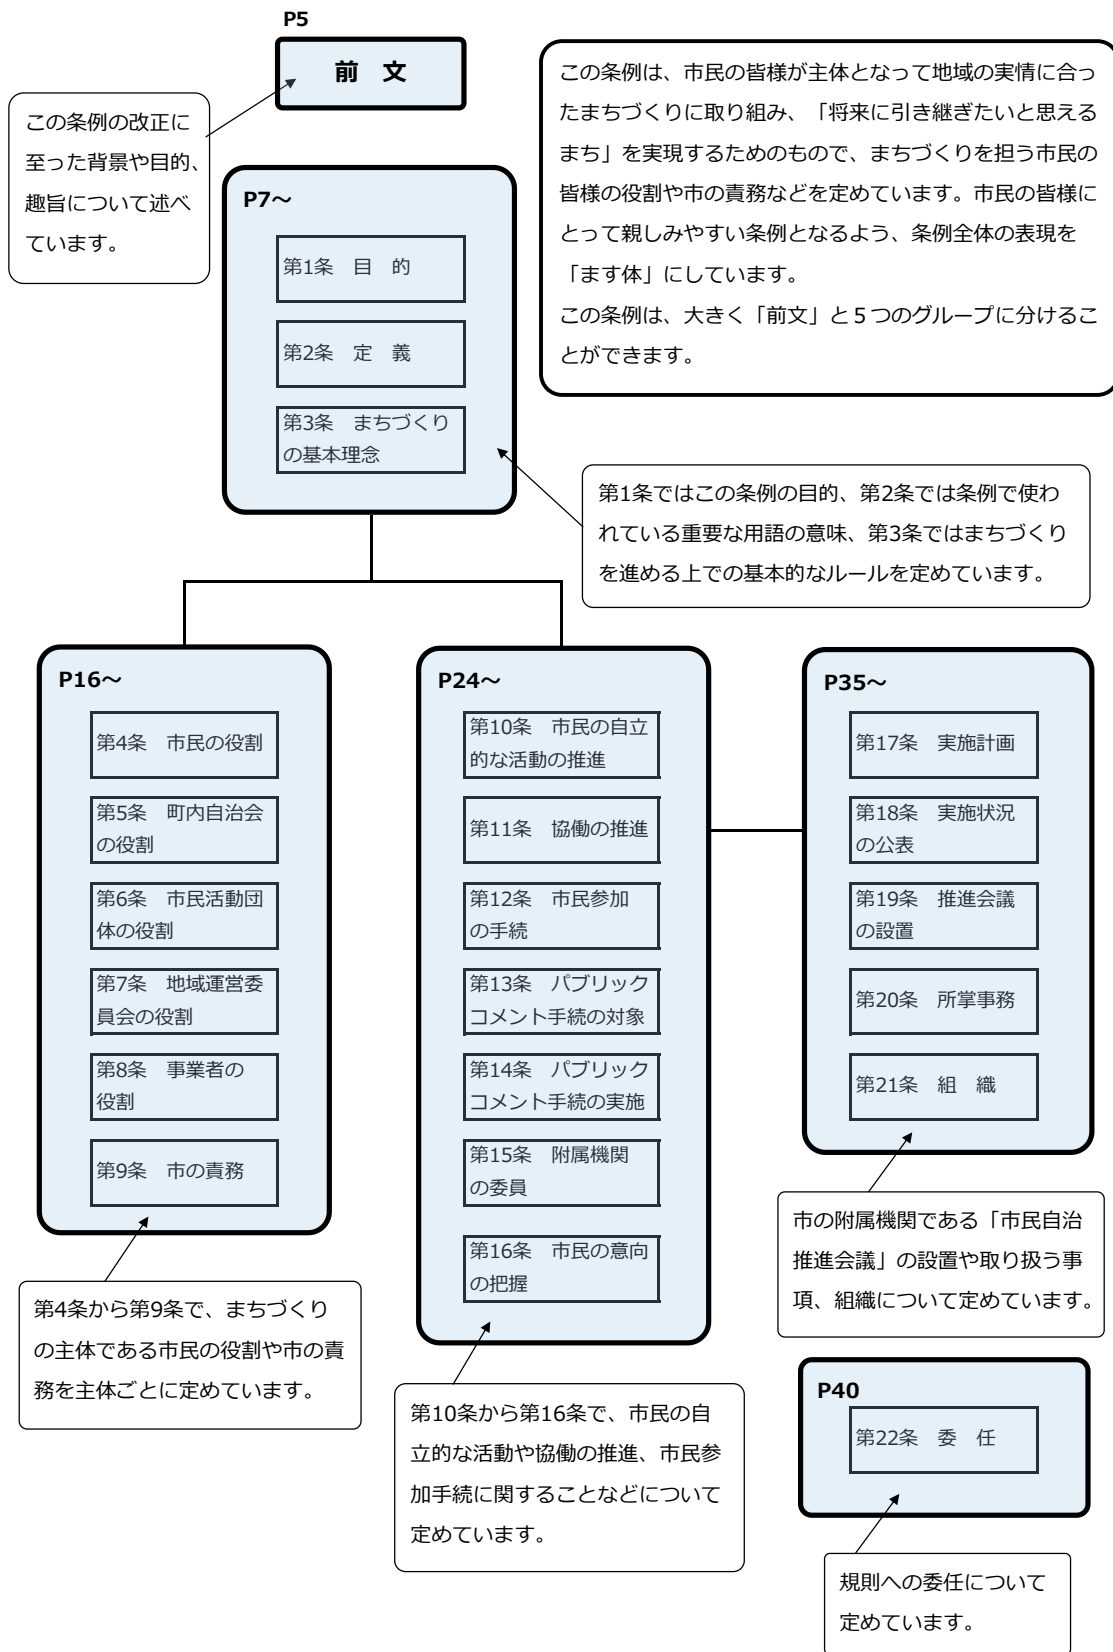 P5
前　文
この条例は、市民の皆様が主体となって地域の実情に合っ
たまちづくりに取り組み、「将来に引き継ぎたいと思える
まち」を実現するためのもので、まちづくりを担う市民の
皆様の役割や市の責務などを定めています。市民の皆様に
とって親しみやすい条例となるよう、条例全体の表現を
「ます体」にしています。
この条例は、大きく「前文」と５つのグループに分けるこ
とができます。
この条例の改正に
至った背景や目的、
趣旨について述べ
ています。
P7～
第1条　目　的
第2条　定　義
第3条　まちづくり
の基本理念
第1条ではこの条例の目的、第2条では条例で使わ
れている重要な用語の意味、第3条ではまちづくり
を進める上での基本的なルールを定めています。
P16～
第4条　市民の役割
第5条　町内自治会
の役割
第6条　市民活動団
体の役割
第7条　地域運営委
員会の役割
第8条　事業者の
役割
第9条　市の責務
第4条から第9条で、まちづくり
の主体である市民の役割や市の責
務を主体ごとに定めています。
P24～
第10条　市民の自立
的な活動の推進
第11条　協働の推進
第12条　市民参加
の手続
第13条　パブリック
コメント手続の対象
第14条　パブリック
コメント手続の実施
第15条　附属機関
の委員
第16条　市民の意向
の把握
第10条から第16条で、市民の自
立的な活動や協働の推進、市民参
加手続に関することなどについて
定めています。
P35～
第17条　実施計画
第18条　実施状況
の公表
第19条　推進会議
の設置
第20条　所掌事務
第21条　組　織
市の附属機関である「市民自治
推進会議」の設置や取り扱う事
項、組織について定めています。
P40
第22条　委　任
規則への委任について
定めています。